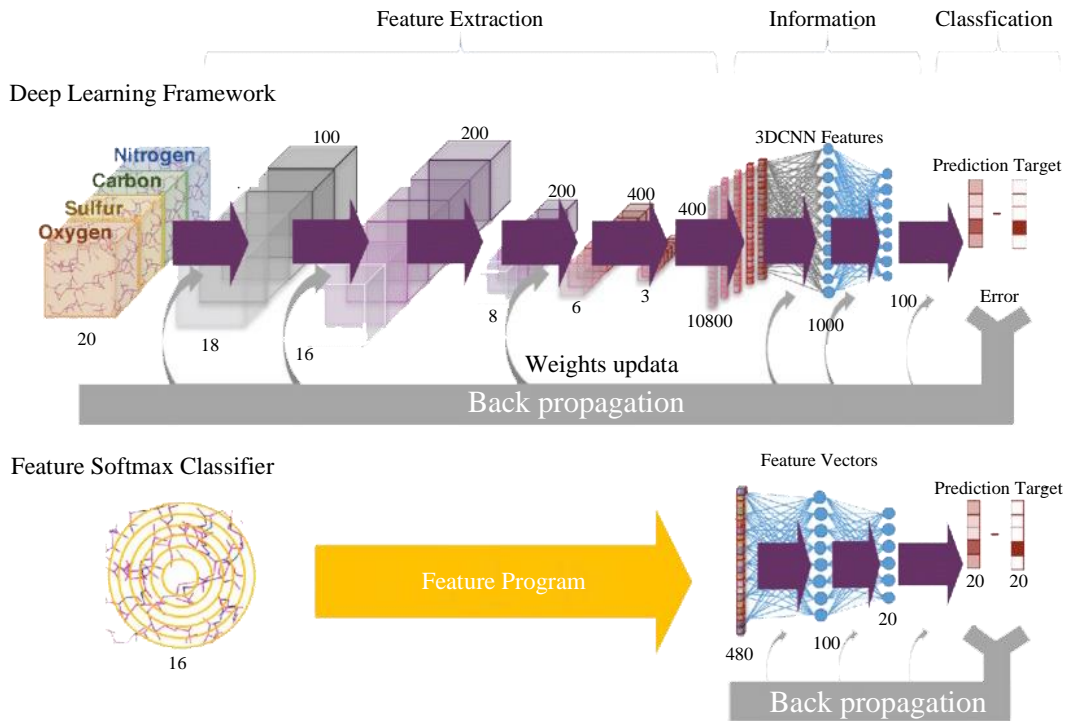 Feature Extraction
Information
Classfication
Deep Learning Framework
Nitrogen
Carbon
Sulfur
Oxygen
100
200
200
400
400
3DCNN Features
Prediction Target
-
20
18
16
8
6
3
10800
1000
100
Error
Weights updata
Back propagation
Feature Softmax Classifier
Feature Vectors
Prediction Target
-
Feature Program
16
480
100
20
20
20
Back propagation